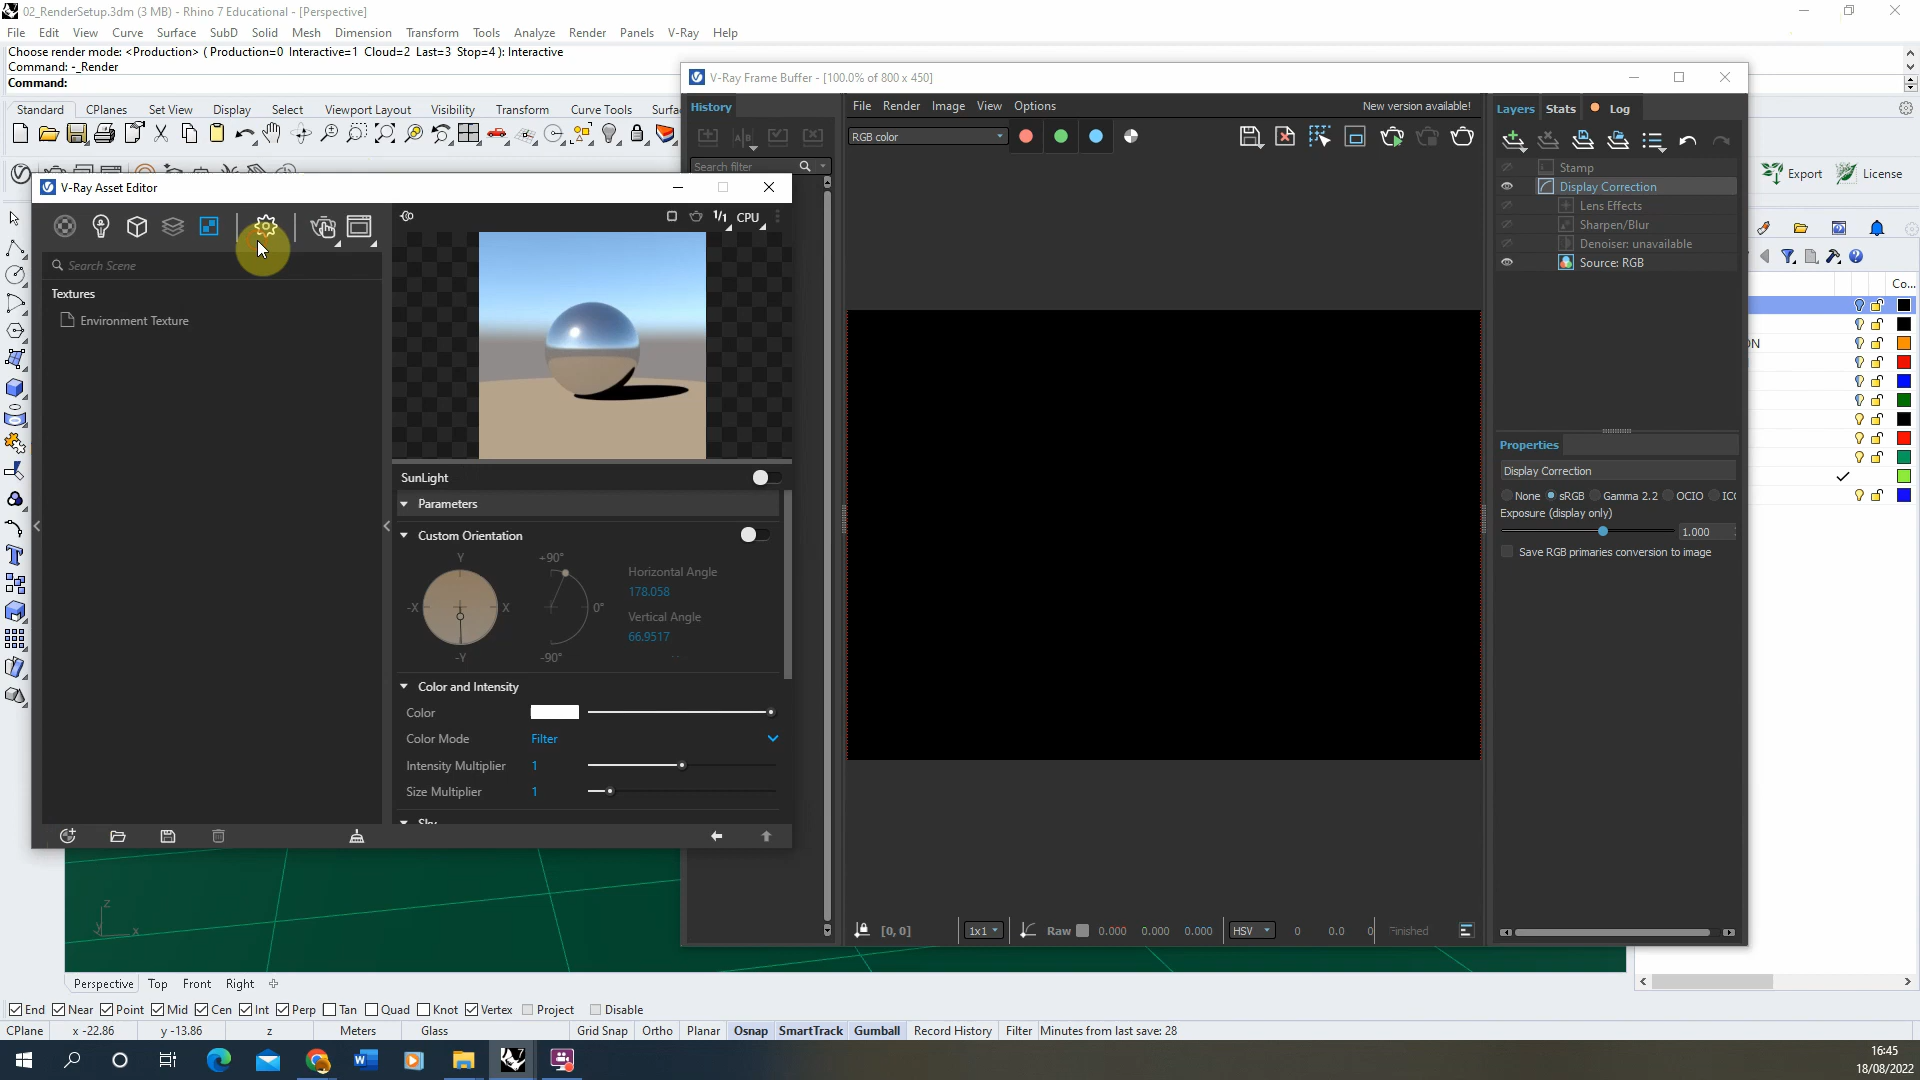 02_RenderSetup.3dm (3 MB) - Rhino 7 Educational - [Perspective]
File Edit View Curve Surface SubD Solid Mesh Dimension Transform Tools Analyze Render Panels V-Ray Help
Choose render mode: <Production> ( Production=0 Interactive=1 Cloud=2 Last=3 Stop=4 ): Interactive
Command: -_Render
Command:
Standard CPlanes Set View Display Select Viewport Layout Visibility Transform Curve Tools
V-Ray Frame Buffer - [100.0% of 800 x 450]
History
File Render Image View Options
New version available!
RGB color
Search filter
Layers Stats Log
Stamp
Display Correction
Lens Effects
Sharpen/Blur
Denoiser: unavailable
Source: RGB
Properties
Display Correction
None sRGB Gamma 2.2 OCIO
Exposure (display only)
1.000
Save RGB primaries conversion to image
Export License
Co...
V-Ray Asset Editor
1/1 CPU
Search Scene
Textures
Environment Texture
SunLight
Parameters
Custom Orientation
Y +90°
-X X 0°
-Y -90°
Horizontal Angle
178.058
Vertical Angle
66.9517
Color and Intensity
Color
Color Mode Filter
Intensity Multiplier 1
Size Multiplier 1
Sky
[0, 0] 1x1 Raw 0.000 0.000 0.000 HSV 0 0.0 0 Finished
z
y x
Perspective Top Front Right
End Near Point Mid Cen Int Perp Tan Quad Knot Vertex Project Disable
CPlane x -22.86 y -13.86 z Meters Glass Grid Snap Ortho Planar Osnap SmartTrack Gumball Record History Filter Minutes from last save: 28
16:45
18/08/2022